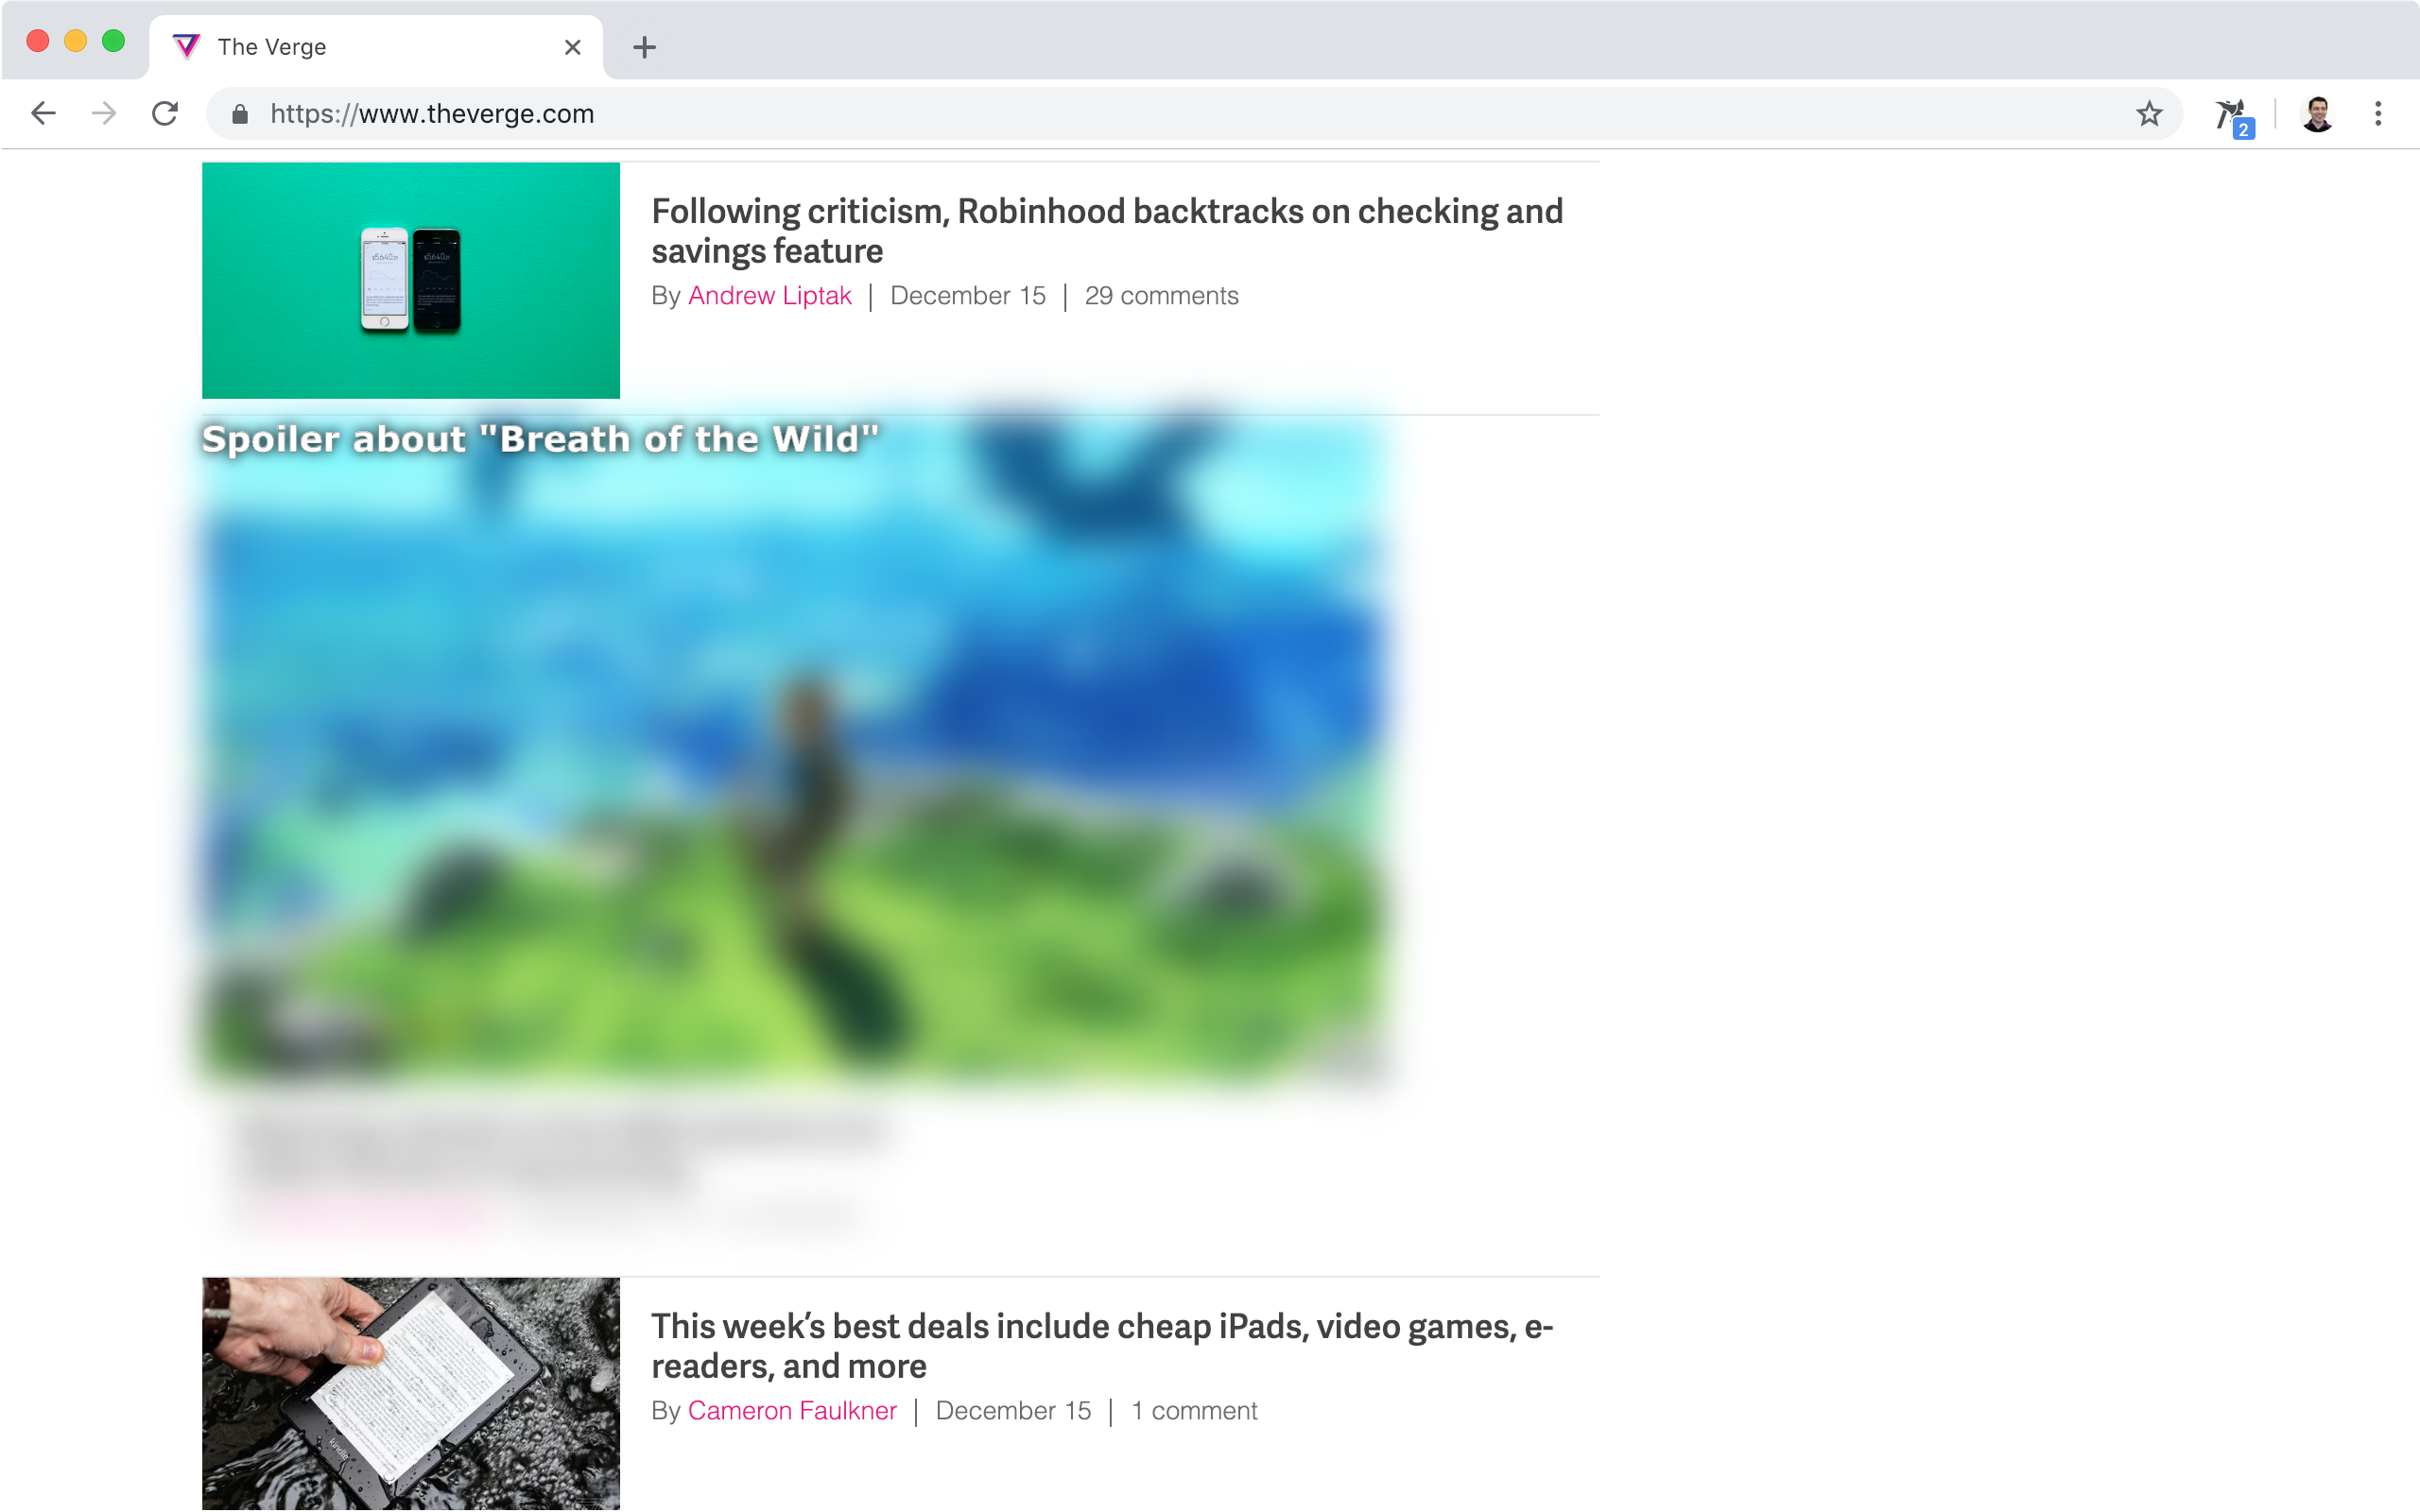 The Verge
https://www.theverge.com
2
Following criticism, Robinhood backtracks on checking and
savings feature
By Andrew Liptak | December 15 | 29 comments
Spoiler about "Breath of the Wild"
This week’s best deals include cheap iPads, video games, e-
readers, and more
By Cameron Faulkner | December 15 | 1 comment
kindle